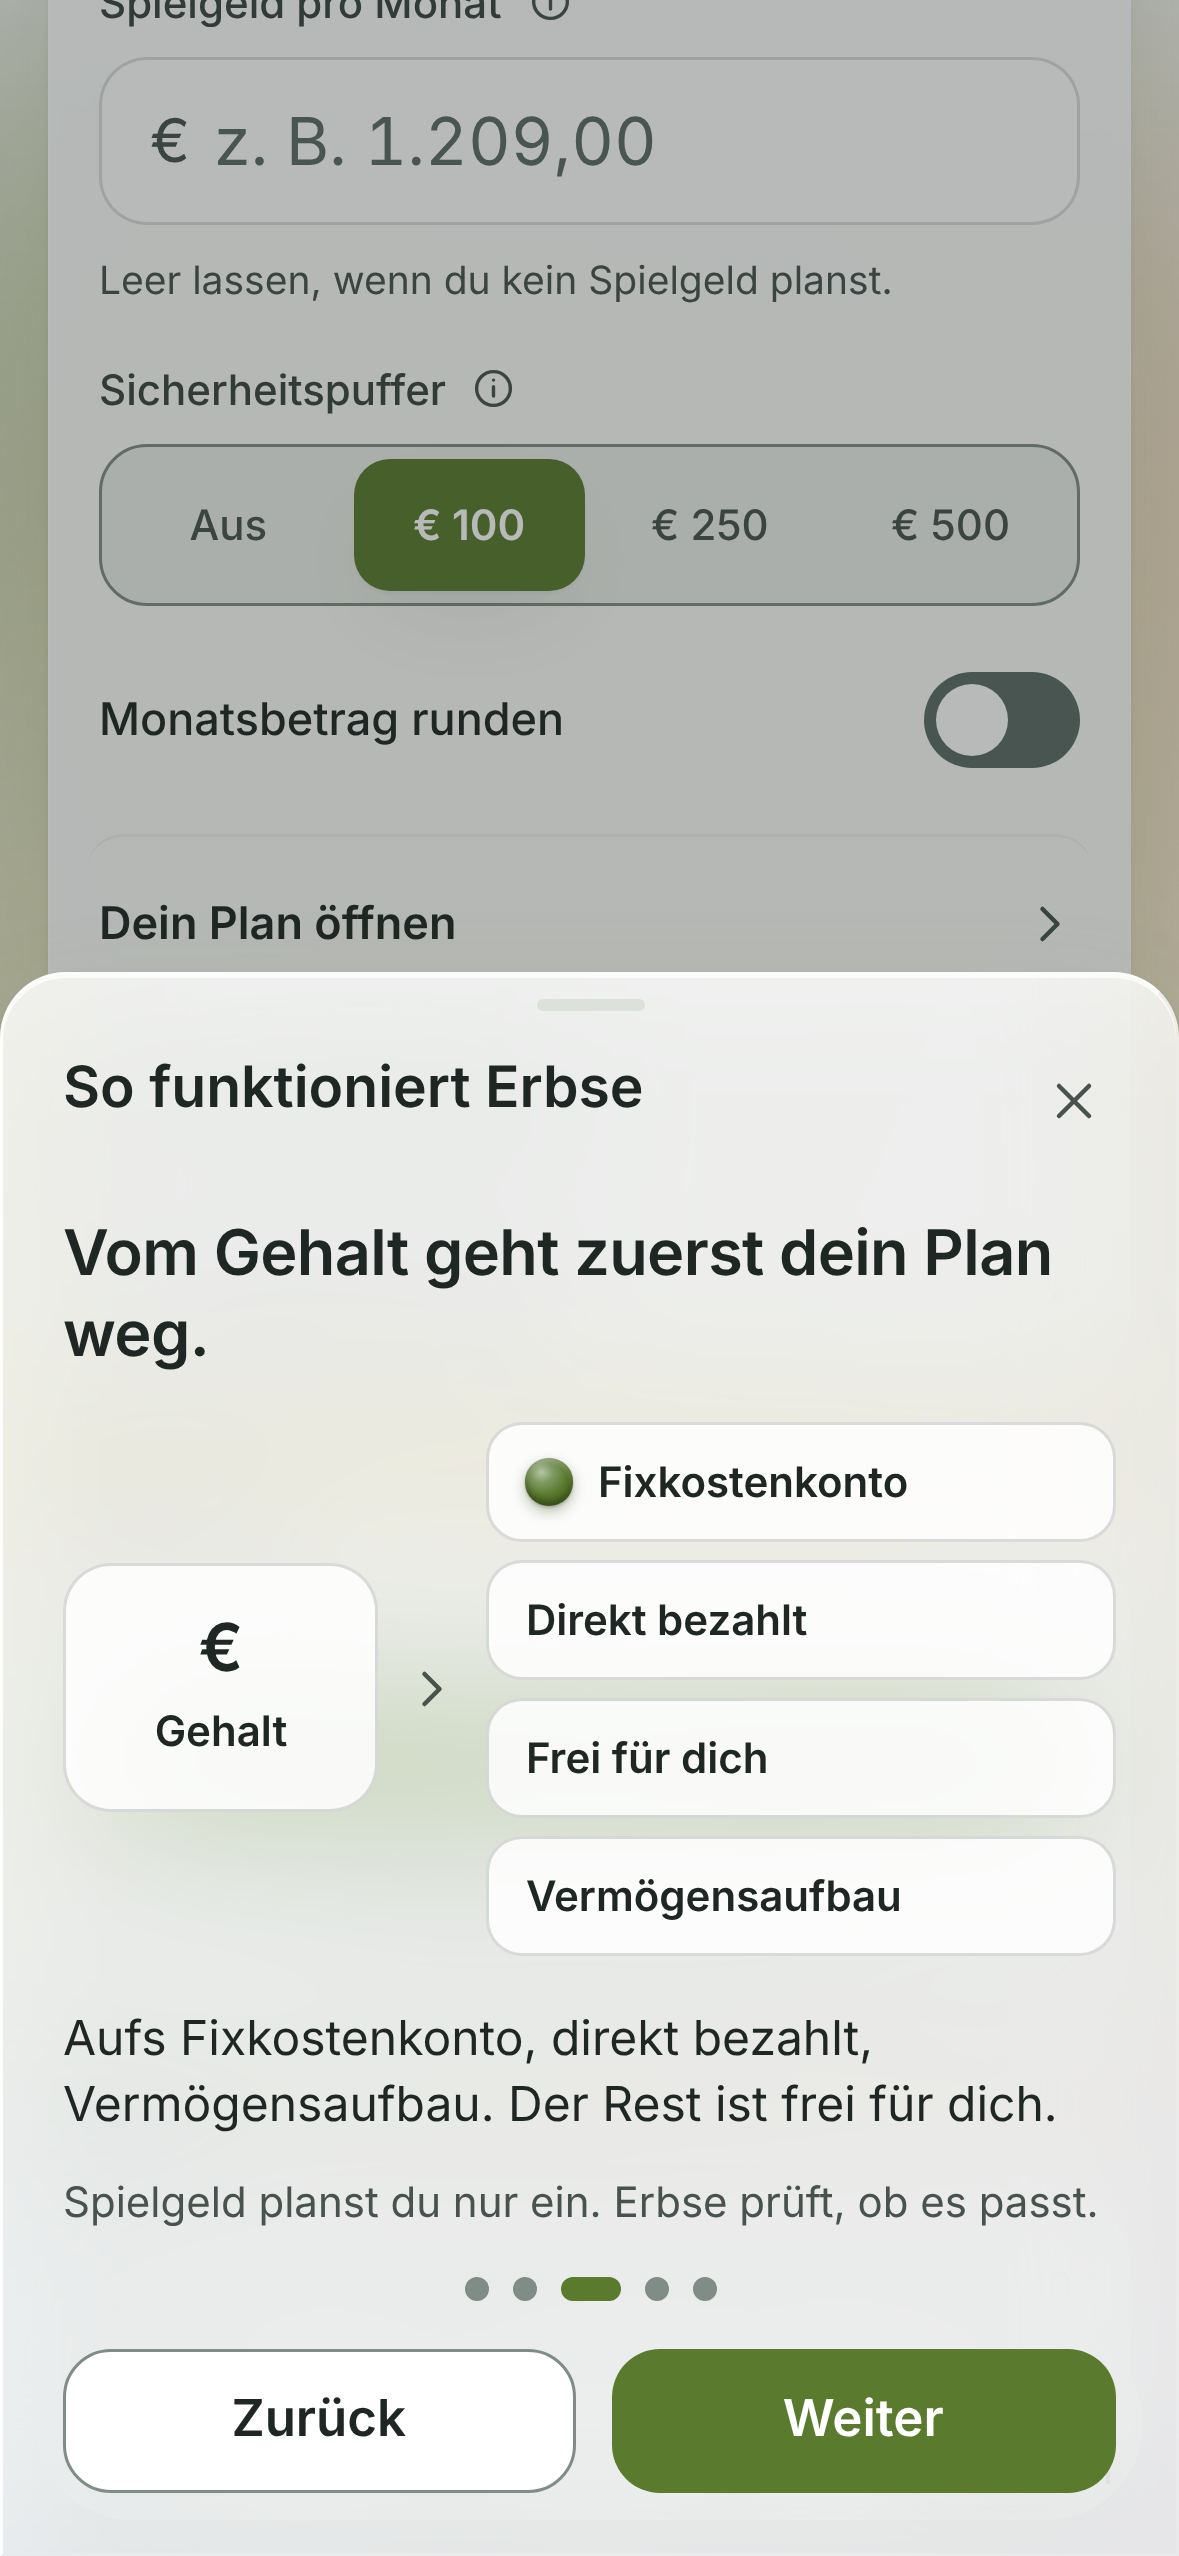 Spielgeld pro Monat
€ z. B. 1.209,00
Leer lassen, wenn du kein Spielgeld planst.
Sicherheitspuffer
Aus € 100 € 250 € 500
Monatsbetrag runden
Dein Plan öffnen
So funktioniert Erbse
Vom Gehalt geht zuerst dein Plan
weg.
€
Gehalt
Fixkostenkonto
Direkt bezahlt
Frei für dich
Vermögensaufbau
Aufs Fixkostenkonto, direkt bezahlt,
Vermögensaufbau. Der Rest ist frei für dich.
Spielgeld planst du nur ein. Erbse prüft, ob es passt.
Zurück Weiter